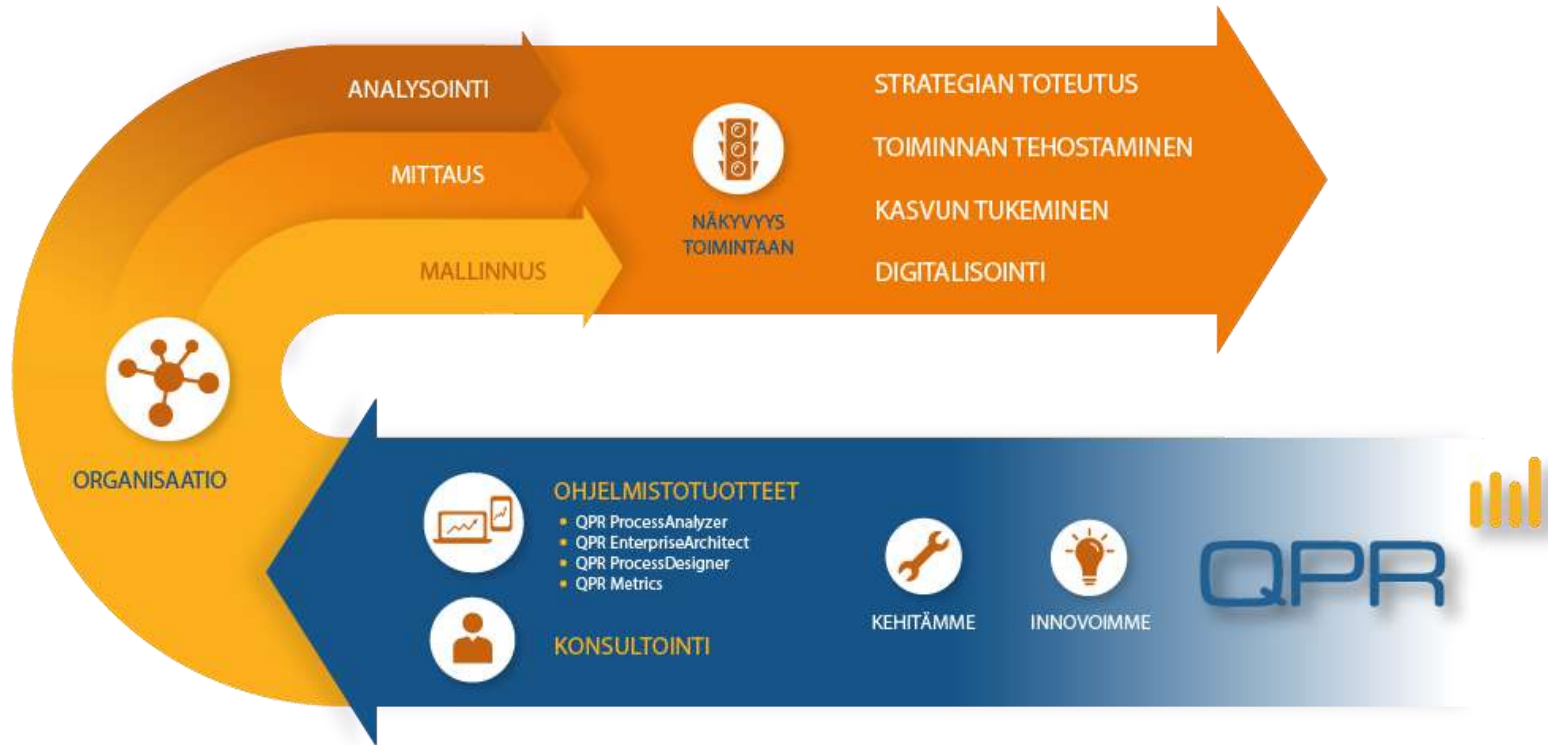 ANALYSOINTI
MITTAUS
MALLINNUS
NÄKYVYYS
TOIMINTAAN
STRATEGIAN TOTEUTUS
TOIMINNAN TEHOSTAMINEN
KASVUN TUKEMINEN
DIGITALISOINTI
ORGANISAATIO
OHJELMISTOTUOTTEET
• QPR ProcessAnalyzer
• QPR EnterpriseArchitect
• QPR ProcessDesigner
• QPR Metrics
KONSULTOINTI
KEHITÄMME
INNOVOIMME
QPR